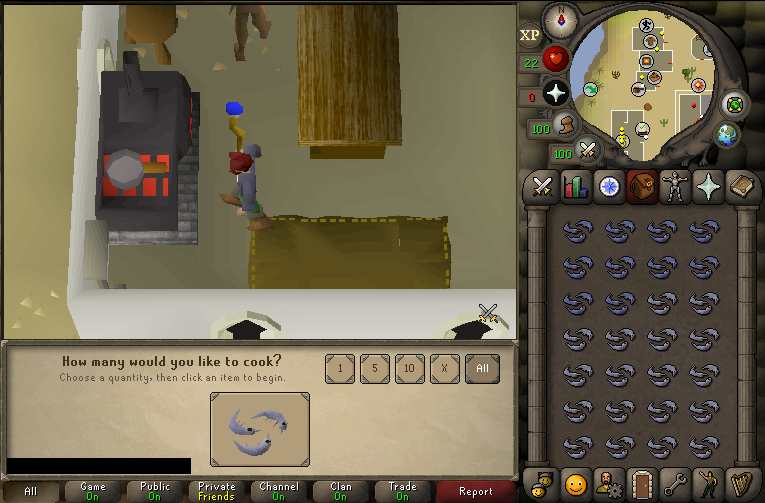 N
XP
22
0
100
100
How many would you like to cook?
Choose a quantity, then click an item to begin.
1
5
10
X
All
All
Game
On
Public
On
Private
Friends
Channel
On
Clan
On
Trade
On
Report